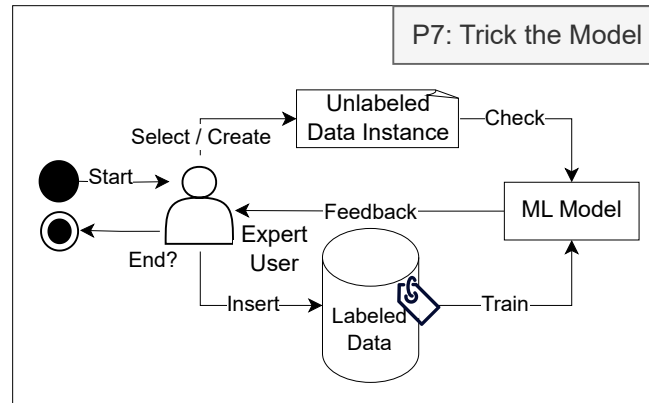 P7: Trick the Model
Unlabeled
Data Instance
Select / Create
Check
Start
ML Model
Feedback
Expert
User
End?
Insert
Labeled
Data
Train